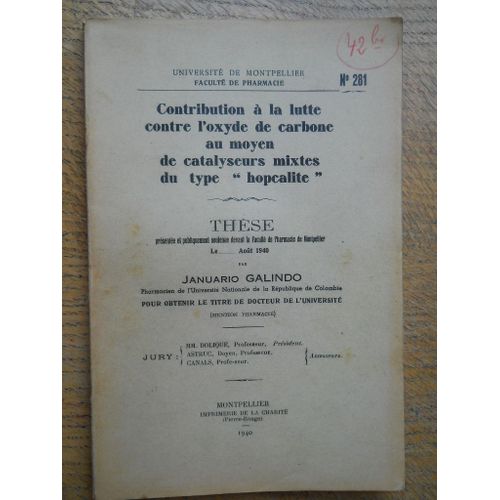 42 bis
UNIVERSITÉ DE MONTPELLIER
FACULTÉ DE PHARMACIE
Nº 281
Contribution à la lutte
contre l'oxyde de carbone
au moyen
de catalyseurs mixtes
du type “ hopcalite ”
THÈSE
présentée et publiquement soutenue devant la Faculté de Pharmacie de Montpellier
Le Août 1940
PAR
JANUARIO GALINDO
Pharmacien de l'Université Nationale de la République de Colombie
POUR OBTENIR LE TITRE DE DOCTEUR DE L'UNIVERSITÉ
(MENTION PHARMACIE)
JURY :
MM. DOLIQUE, Professeur, Président.
ASTRUC, Doyen, Professeur,
CANALS, Professeur,
Assesseurs.
MONTPELLIER
IMPRIMERIE DE LA CHARITÉ
(Pierre-Rouge)
1940